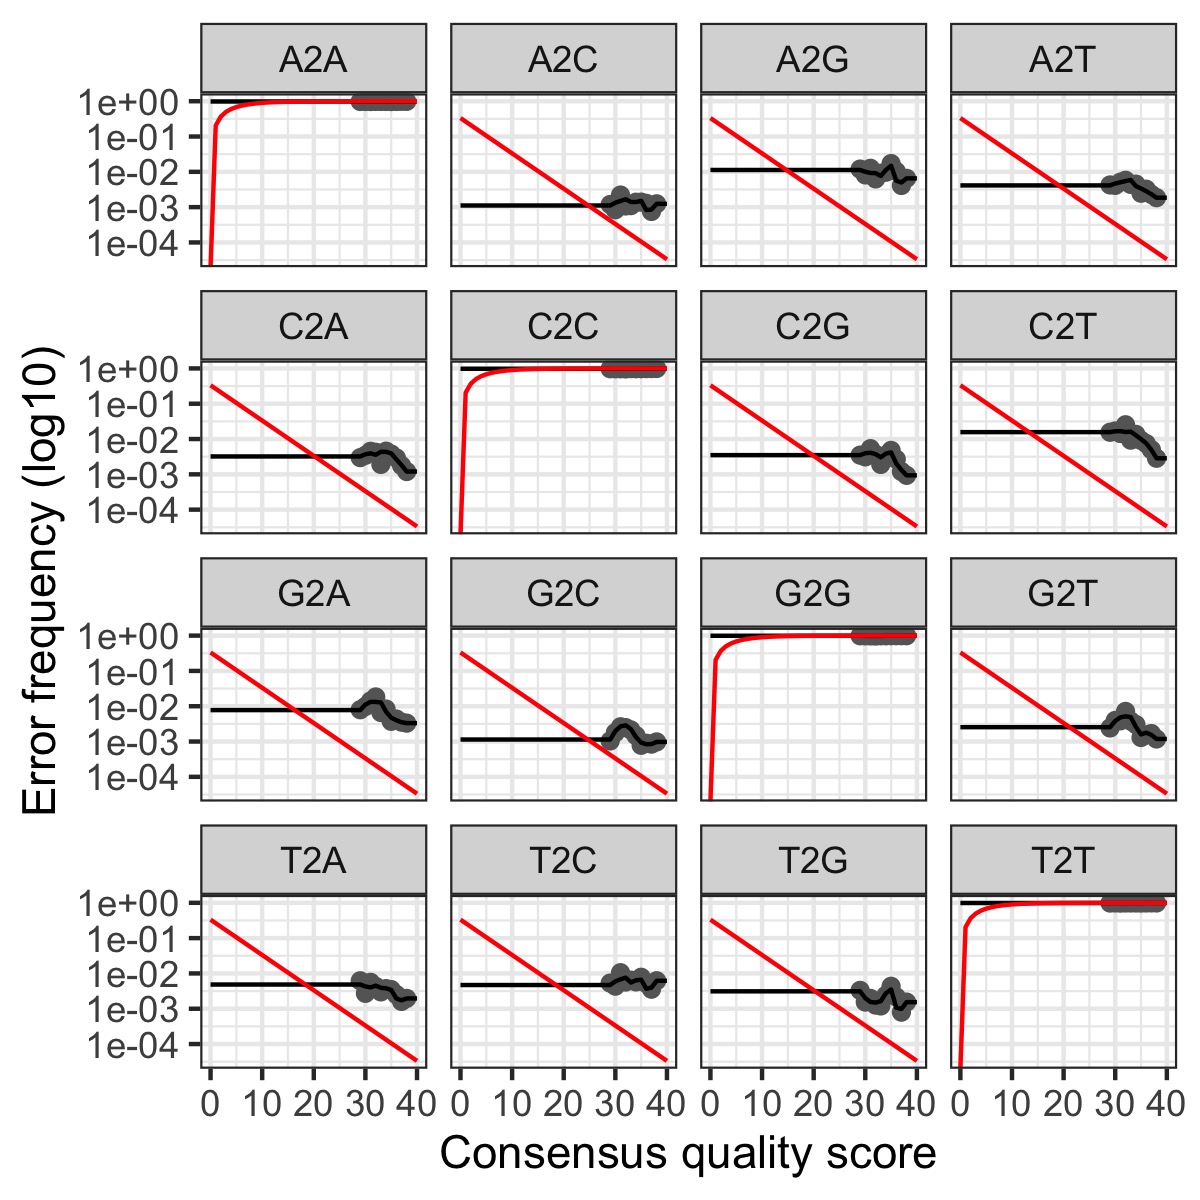 A2A A2C A2G A2T
1e+00
1e-01
1e-02
1e-03
1e-04
C2A C2C C2G C2T
1e+00
1e-01
1e-02
1e-03
1e-04
G2A G2C G2G G2T
1e+00
1e-01
1e-02
1e-03
1e-04
T2A T2C T2G T2T
1e+00
1e-01
1e-02
1e-03
1e-04
0 10 20 30 40 0 10 20 30 40 0 10 20 30 40 0 10 20 30 40
Consensus quality score
Error frequency (log10)